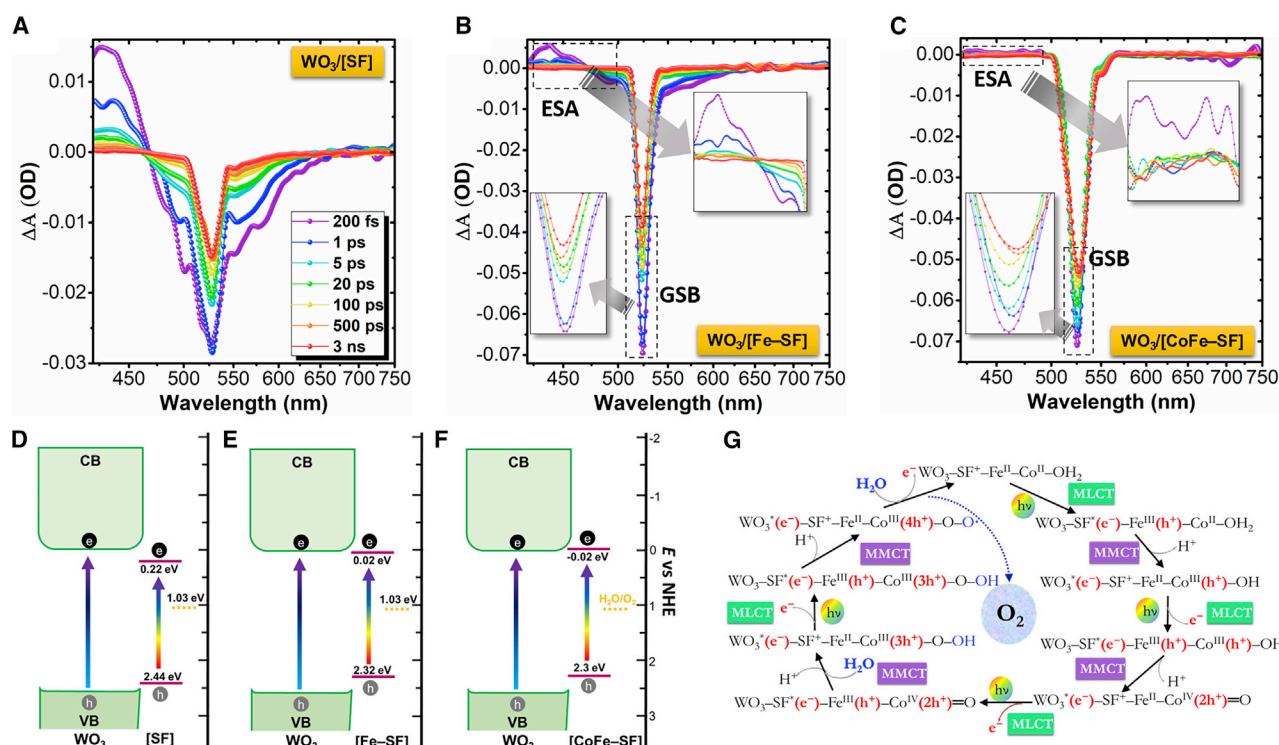 A
WO₃/[SF]
0.01
0.00
-0.01
-0.02
-0.03
ΔA (OD)
200 fs
1 ps
5 ps
20 ps
100 ps
500 ps
3 ns
450 500 550 600 650 700 750
Wavelength (nm)
B
0.00
-0.01
-0.02
-0.03
-0.04
-0.05
-0.06
-0.07
ΔA (OD)
ESA
GSB
WO₃/[Fe–SF]
450 500 550 600 650 700 750
Wavelength (nm)
C
0.00
-0.01
-0.02
-0.03
-0.04
-0.05
-0.06
-0.07
ΔA (OD)
ESA
GSB
WO₃/[CoFe–SF]
450 500 550 600 650 700 750
Wavelength (nm)
D
CB
e
e
0.22 eV
1.03 eV
2.44 eV
h
h
VB
WO₃
[SF]
E
CB
e
e
0.02 eV
1.03 eV
2.32 eV
h
h
VB
[Fe–SF]
F
CB
e
e
-0.02 eV
H₂O/O₂
2.3 eV
h
h
VB
[CoFe–SF]
-2
-1
0
1
2
3
E vs NHE
G
H₂O
e⁻
WO₃–SF⁺–Feᴵᴵ–Coᴵᴵ–OH₂
hν
MLCT
WO₃–SF*(e⁻)–Feᴵᴵᴵ(h⁺)–Coᴵᴵ–OH₂
MMCT
H⁺
WO₃*(e⁻)–SF⁺–Feᴵᴵ–Coᴵᴵᴵ(h⁺)–OH
hν
e⁻
MLCT
WO₃–SF*(e⁻)–Feᴵᴵᴵ(h⁺)–Coᴵᴵᴵ(h⁺)–OH
MMCT
H⁺
WO₃*(e⁻)–SF⁺–Feᴵᴵ–Coᴵⱽ(2h⁺)=O
hν
e⁻
MLCT
WO₃–SF*(e⁻)–Feᴵᴵᴵ(h⁺)–Coᴵⱽ(2h⁺)=O
H⁺
H₂O
MMCT
WO₃*(e⁻)–SF⁺–Feᴵᴵ–Coᴵᴵᴵ(3h⁺)–O–OH
MLCT
e⁻
hν
WO₃–SF*(e⁻)–Feᴵᴵᴵ(h⁺)–Coᴵᴵᴵ(3h⁺)–O–OH
H⁺
MMCT
WO₃*(e⁻)–SF⁺–Feᴵᴵ–Coᴵᴵᴵ(4h⁺)–O–O·
O₂